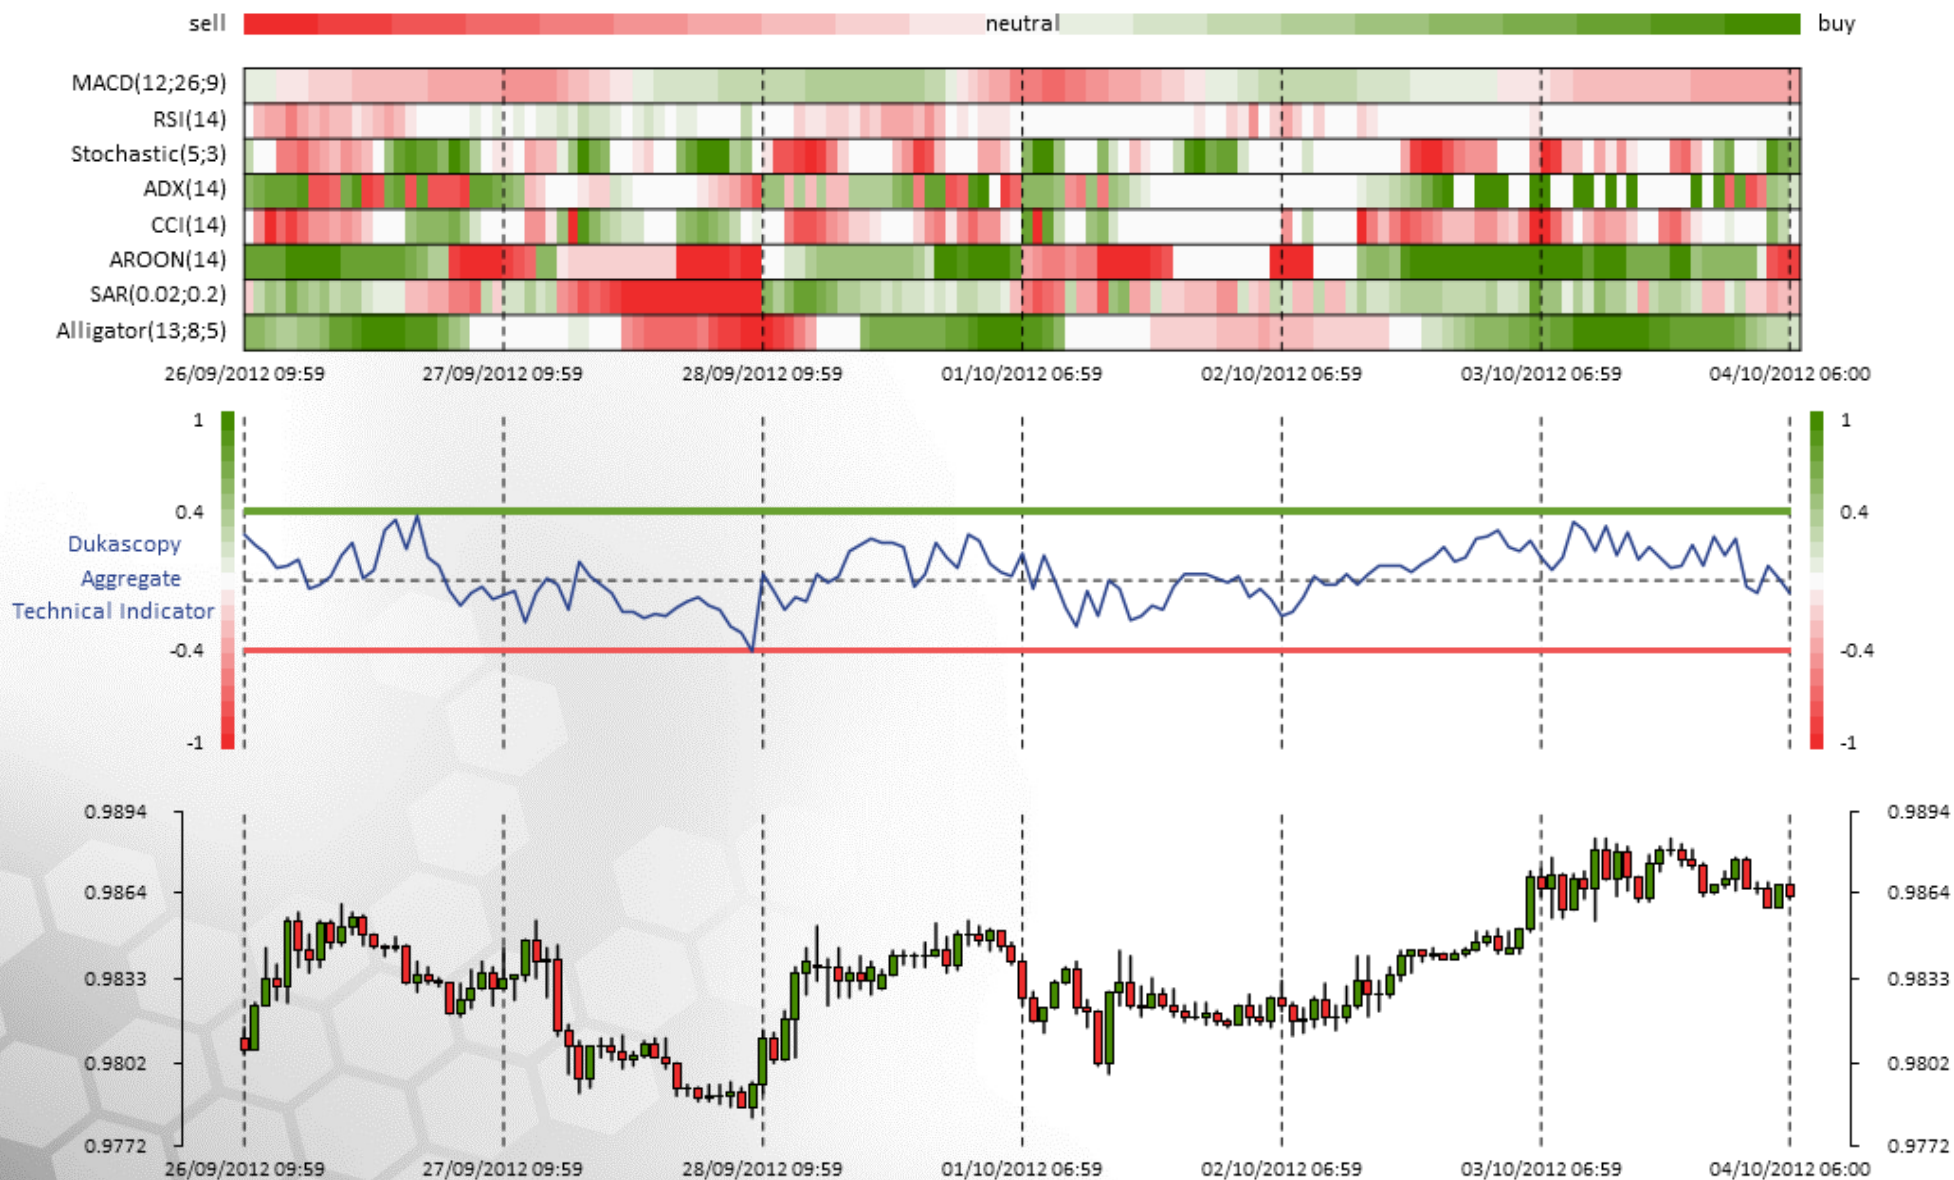 sell neutral buy
MACD(12;26;9)
RSI(14)
Stochastic(5;3)
ADX(14)
CCI(14)
AROON(14)
SAR(0.02;0.2)
Alligator(13;8;5)
26/09/2012 09:59 27/09/2012 09:59 28/09/2012 09:59 01/10/2012 06:59 02/10/2012 06:59 03/10/2012 06:59 04/10/2012 06:00
1 1
0.4 0.4
Dukascopy
Aggregate
Technical Indicator
-0.4 -0.4
-1 -1
0.9894 0.9894
0.9864 0.9864
0.9833 0.9833
0.9802 0.9802
0.9772 0.9772
26/09/2012 09:59 27/09/2012 09:59 28/09/2012 09:59 01/10/2012 06:59 02/10/2012 06:59 03/10/2012 06:59 04/10/2012 06:00